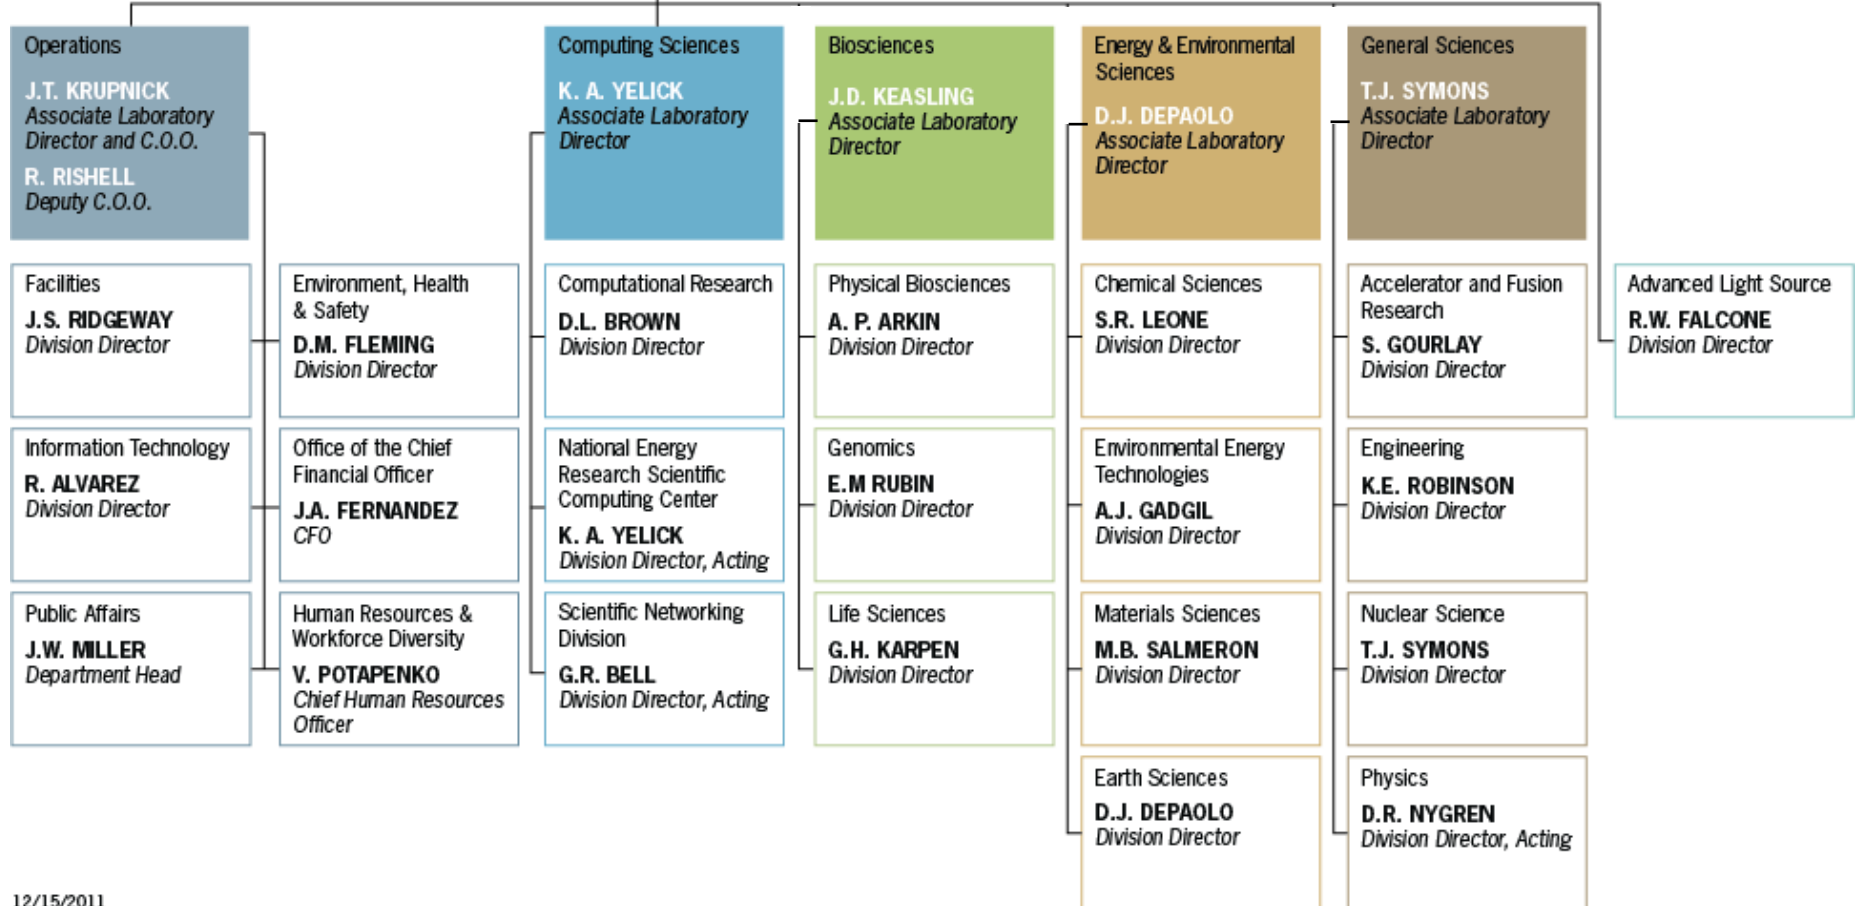 Operations
J.T. KRUPNICK
Associate Laboratory
Director and C.O.O.
R. RISHELL
Deputy C.O.O.
Computing Sciences
K. A. YELICK
Associate Laboratory
Director
Biosciences
J.D. KEASLING
Associate Laboratory
Director
Energy & Environmental
Sciences
D.J. DEPAOLO
Associate Laboratory
Director
General Sciences
T.J. SYMONS
Associate Laboratory
Director
Facilities
J.S. RIDGEWAY
Division Director
Environment, Health
& Safety
D.M. FLEMING
Division Director
Computational Research
D.L. BROWN
Division Director
Physical Biosciences
A. P. ARKIN
Division Director
Chemical Sciences
S.R. LEONE
Division Director
Accelerator and Fusion
Research
S. GOURLAY
Division Director
Advanced Light Source
R.W. FALCONE
Division Director
Information Technology
R. ALVAREZ
Division Director
Office of the Chief
Financial Officer
J.A. FERNANDEZ
CFO
National Energy
Research Scientific
Computing Center
K. A. YELICK
Division Director, Acting
Genomics
E.M RUBIN
Division Director
Environmental Energy
Technologies
A.J. GADGIL
Division Director
Engineering
K.E. ROBINSON
Division Director
Public Affairs
J.W. MILLER
Department Head
Human Resources &
Workforce Diversity
V. POTAPENKO
Chief Human Resources
Officer
Scientific Networking
Division
G.R. BELL
Division Director, Acting
Life Sciences
G.H. KARPEN
Division Director
Materials Sciences
M.B. SALMERON
Division Director
Nuclear Science
T.J. SYMONS
Division Director
Earth Sciences
D.J. DEPAOLO
Division Director
Physics
D.R. NYGREN
Division Director, Acting
12/15/2011